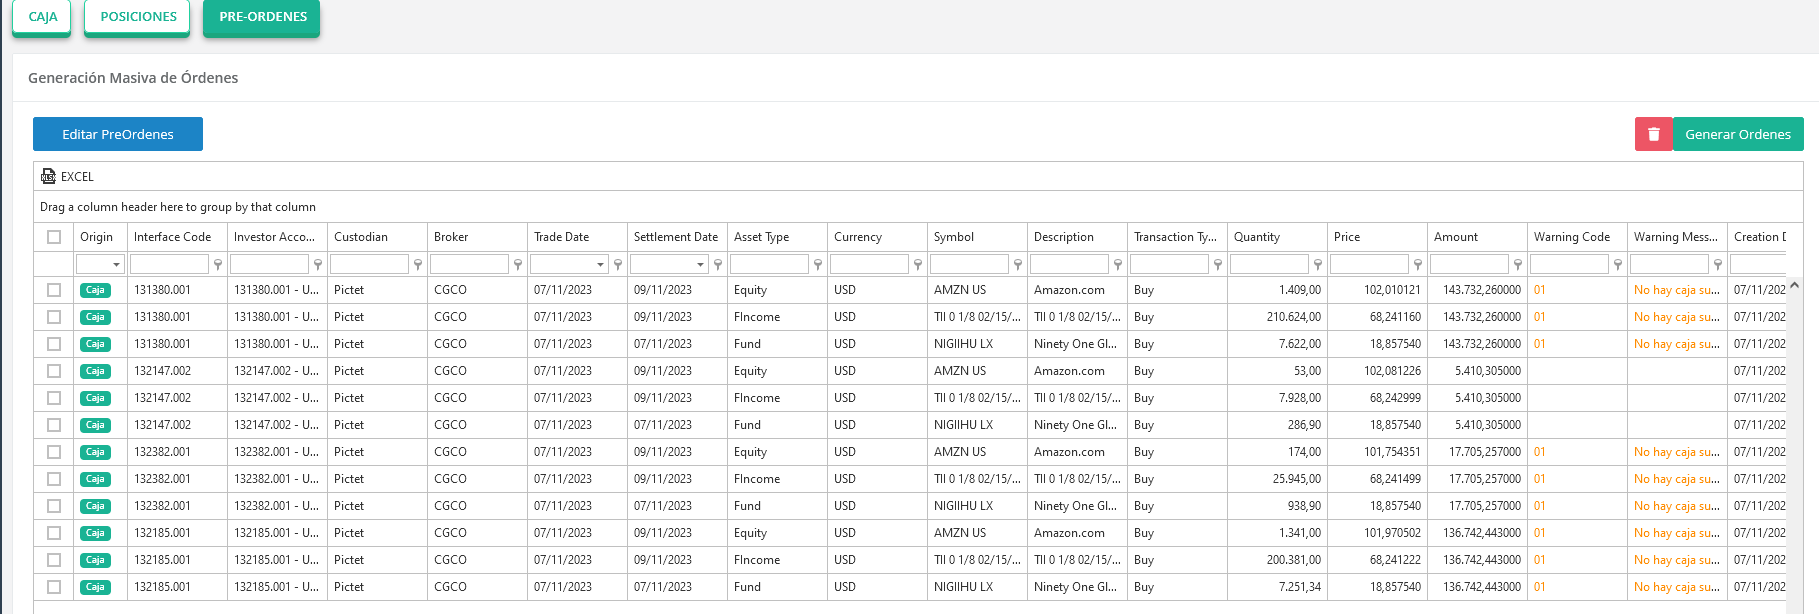 CAJA POSICIONES PRE-ORDENES
Generación Masiva de Órdenes
Editar PreOrdenes Generar Ordenes
EXCEL
Drag a column header here to group by that column
Origin Interface Code Investor Acco... Custodian Broker Trade Date Settlement Date Asset Type Currency Symbol Description Transaction Ty... Quantity Price Amount Warning Code Warning Mess... Creation D
Caja 131380.001 131380.001 - U... Pictet CGCO 07/11/2023 09/11/2023 Equity USD AMZN US Amazon.com Buy 1.409,00 102,010121 143.732,260000 01 No hay caja su... 07/11/202
Caja 131380.001 131380.001 - U... Pictet CGCO 07/11/2023 09/11/2023 FIncome USD TII 0 1/8 02/15/... TII 0 1/8 02/15/... Buy 210.624,00 68,241160 143.732,260000 01 No hay caja su... 07/11/202
Caja 131380.001 131380.001 - U... Pictet CGCO 07/11/2023 07/11/2023 Fund USD NIGIIHU LX Ninety One Gl... Buy 7.622,00 18,857540 143.732,260000 01 No hay caja su... 07/11/202
Caja 132147.002 132147.002 - U... Pictet CGCO 07/11/2023 09/11/2023 Equity USD AMZN US Amazon.com Buy 53,00 102,081226 5.410,305000 07/11/202
Caja 132147.002 132147.002 - U... Pictet CGCO 07/11/2023 09/11/2023 FIncome USD TII 0 1/8 02/15/... TII 0 1/8 02/15/... Buy 7.928,00 68,242999 5.410,305000 07/11/202
Caja 132147.002 132147.002 - U... Pictet CGCO 07/11/2023 07/11/2023 Fund USD NIGIIHU LX Ninety One Gl... Buy 286,90 18,857540 5.410,305000 07/11/202
Caja 132382.001 132382.001 - U... Pictet CGCO 07/11/2023 09/11/2023 Equity USD AMZN US Amazon.com Buy 174,00 101,754351 17.705,257000 01 No hay caja su... 07/11/202
Caja 132382.001 132382.001 - U... Pictet CGCO 07/11/2023 09/11/2023 FIncome USD TII 0 1/8 02/15/... TII 0 1/8 02/15/... Buy 25.945,00 68,241499 17.705,257000 01 No hay caja su... 07/11/202
Caja 132382.001 132382.001 - U... Pictet CGCO 07/11/2023 07/11/2023 Fund USD NIGIIHU LX Ninety One Gl... Buy 938,90 18,857540 17.705,257000 01 No hay caja su... 07/11/202
Caja 132185.001 132185.001 - U... Pictet CGCO 07/11/2023 09/11/2023 Equity USD AMZN US Amazon.com Buy 1.341,00 101,970502 136.742,443000 01 No hay caja su... 07/11/202
Caja 132185.001 132185.001 - U... Pictet CGCO 07/11/2023 09/11/2023 FIncome USD TII 0 1/8 02/15/... TII 0 1/8 02/15/... Buy 200.381,00 68,241222 136.742,443000 01 No hay caja su... 07/11/202
Caja 132185.001 132185.001 - U... Pictet CGCO 07/11/2023 07/11/2023 Fund USD NIGIIHU LX Ninety One Gl... Buy 7.251,34 18,857540 136.742,443000 01 No hay caja su... 07/11/202